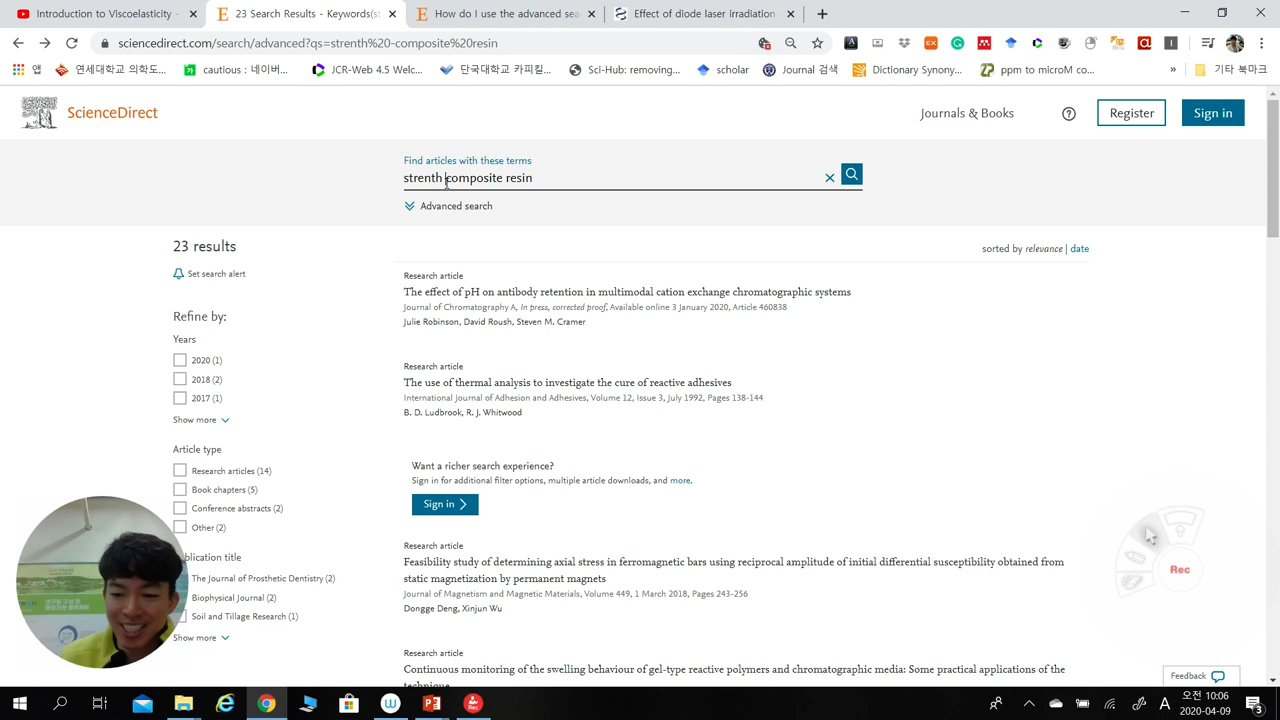 Introduction to Viscoelasticity -
23 Search Results - Keywords(st
How do I use the advanced sea
Effect of diode laser irradiation
sciencedirect.com/search/advanced?qs=strenth%20-composite%20resin
앱
연세대학교 의학도...
cautious : 네이버...
JCR-Web 4.5 Welc...
단국대학교 카피킬...
Sci-Hub: removing...
scholar
Journal 검색
Dictionary Synony...
ppm to microM co...
»
기타 북마크
ScienceDirect
Journals & Books
?
Register
Sign in
Find articles with these terms
strenth composite resin
Advanced search
23 results
sorted by relevance | date
Set search alert
Refine by:
Years
2020 (1)
2018 (2)
2017 (1)
Show more
Article type
Research articles (14)
Book chapters (5)
Conference abstracts (2)
Other (2)
blication title
The Journal of Prosthetic Dentistry (2)
Biophysical Journal (2)
Soil and Tillage Research (1)
Show more
Research article
The effect of pH on antibody retention in multimodal cation exchange chromatographic systems
Journal of Chromatography A, In press, corrected proof, Available online 3 January 2020, Article 460838
Julie Robinson, David Roush, Steven M. Cramer
Research article
The use of thermal analysis to investigate the cure of reactive adhesives
International Journal of Adhesion and Adhesives, Volume 12, Issue 3, July 1992, Pages 138-144
B. D. Ludbrook, R. J. Whitwood
Want a richer search experience?
Sign in for additional filter options, multiple article downloads, and more.
Sign in
Research article
Feasibility study of determining axial stress in ferromagnetic bars using reciprocal amplitude of initial differential susceptibility obtained from
static magnetization by permanent magnets
Journal of Magnetism and Magnetic Materials, Volume 449, 1 March 2018, Pages 243-256
Dongge Deng, Xinjun Wu
Research article
Continuous monitoring of the swelling behaviour of gel-type reactive polymers and chromatographic media: Some practical applications of the
technique
Rec
Feedback
A
오전 10:06
2020-04-09
3